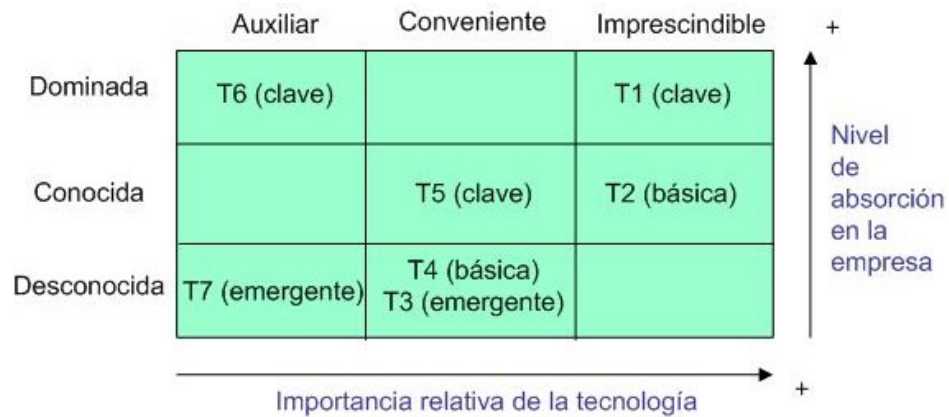 Auxiliar Conveniente Imprescindible +
Dominada T6 (clave) T1 (clave)
Conocida T5 (clave) T2 (básica)
Desconocida T7 (emergente) T4 (básica)
T3 (emergente)
Nivel
de
absorción
en la
empresa
+
Importancia relativa de la tecnología